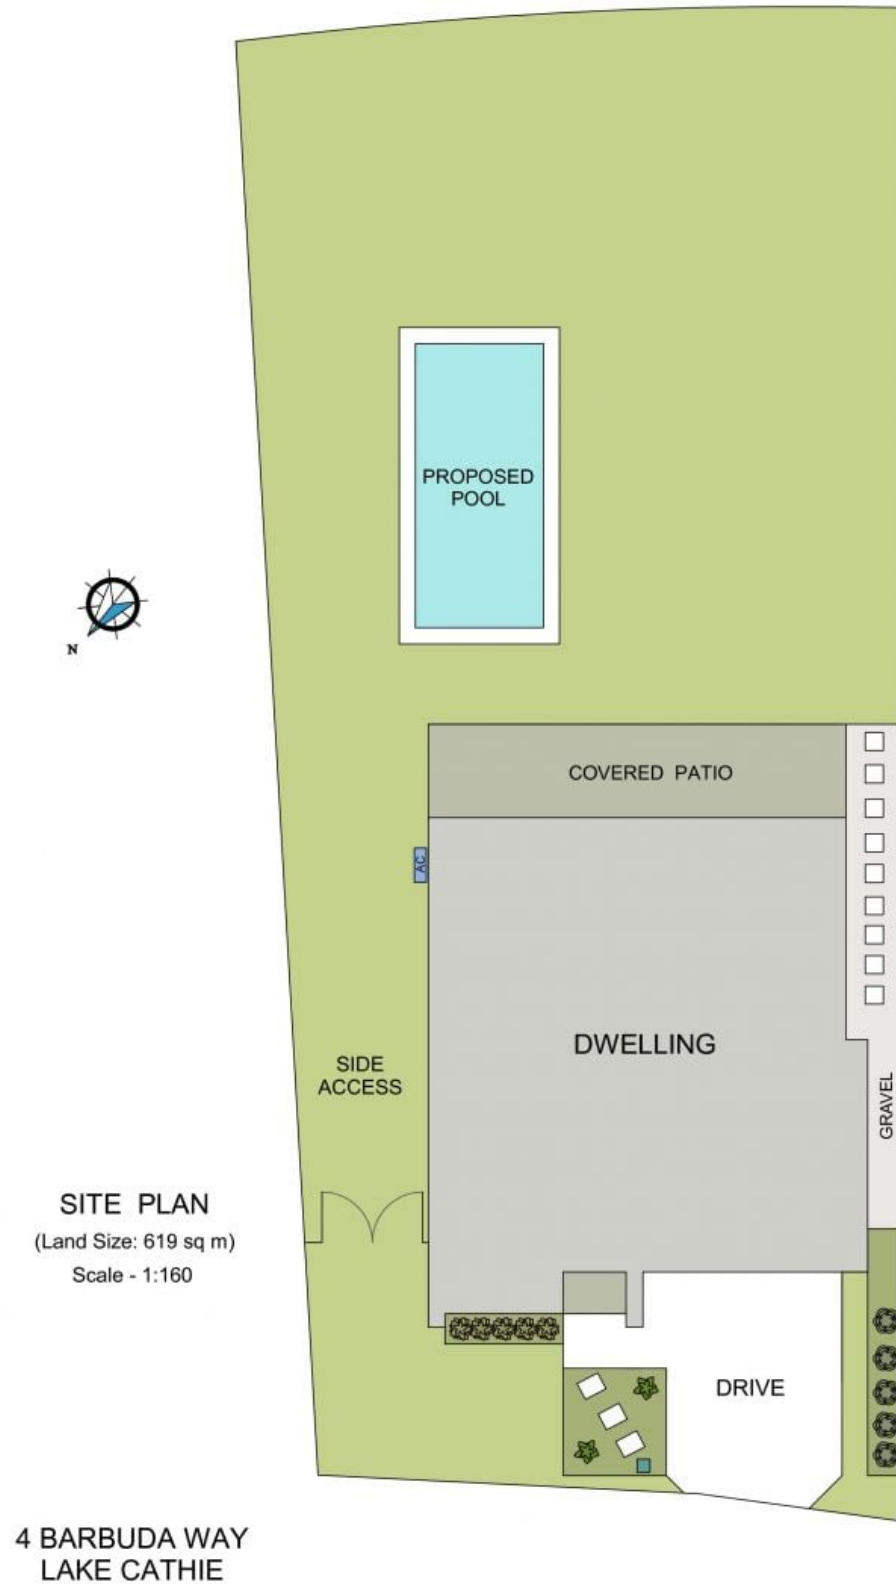 PROPOSED
POOL
N
COVERED PATIO
AC
DWELLING
SIDE
ACCESS
GRAVEL
SITE PLAN
(Land Size: 619 sq m)
Scale - 1:160
DRIVE
4 BARBUDA WAY
LAKE CATHIE